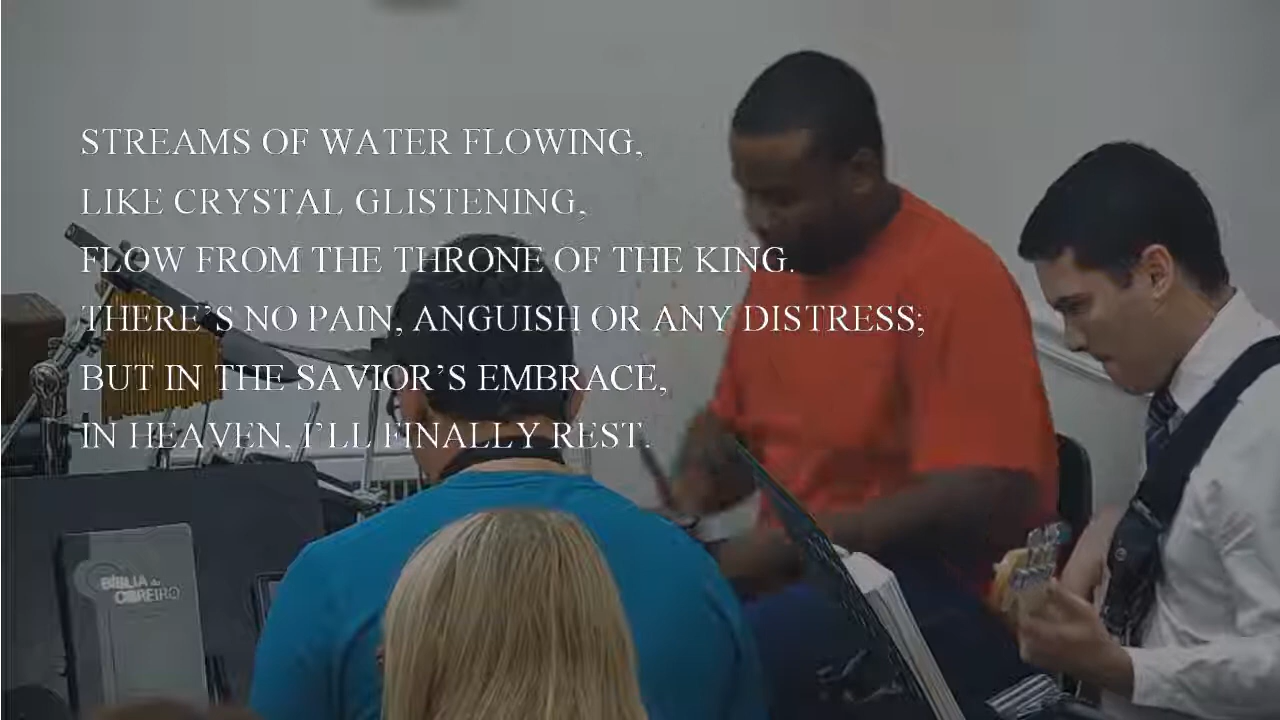 STREAMS OF WATER FLOWING,
LIKE CRYSTAL GLISTENING,
FLOW FROM THE THRONE OF THE KING.
THERE'S NO PAIN, ANGUISH OR ANY DISTRESS;
BUT IN THE SAVIOR'S EMBRACE,
IN HEAVEN, I'LL FINALLY REST.
BÍBLIA do
OBREIRO